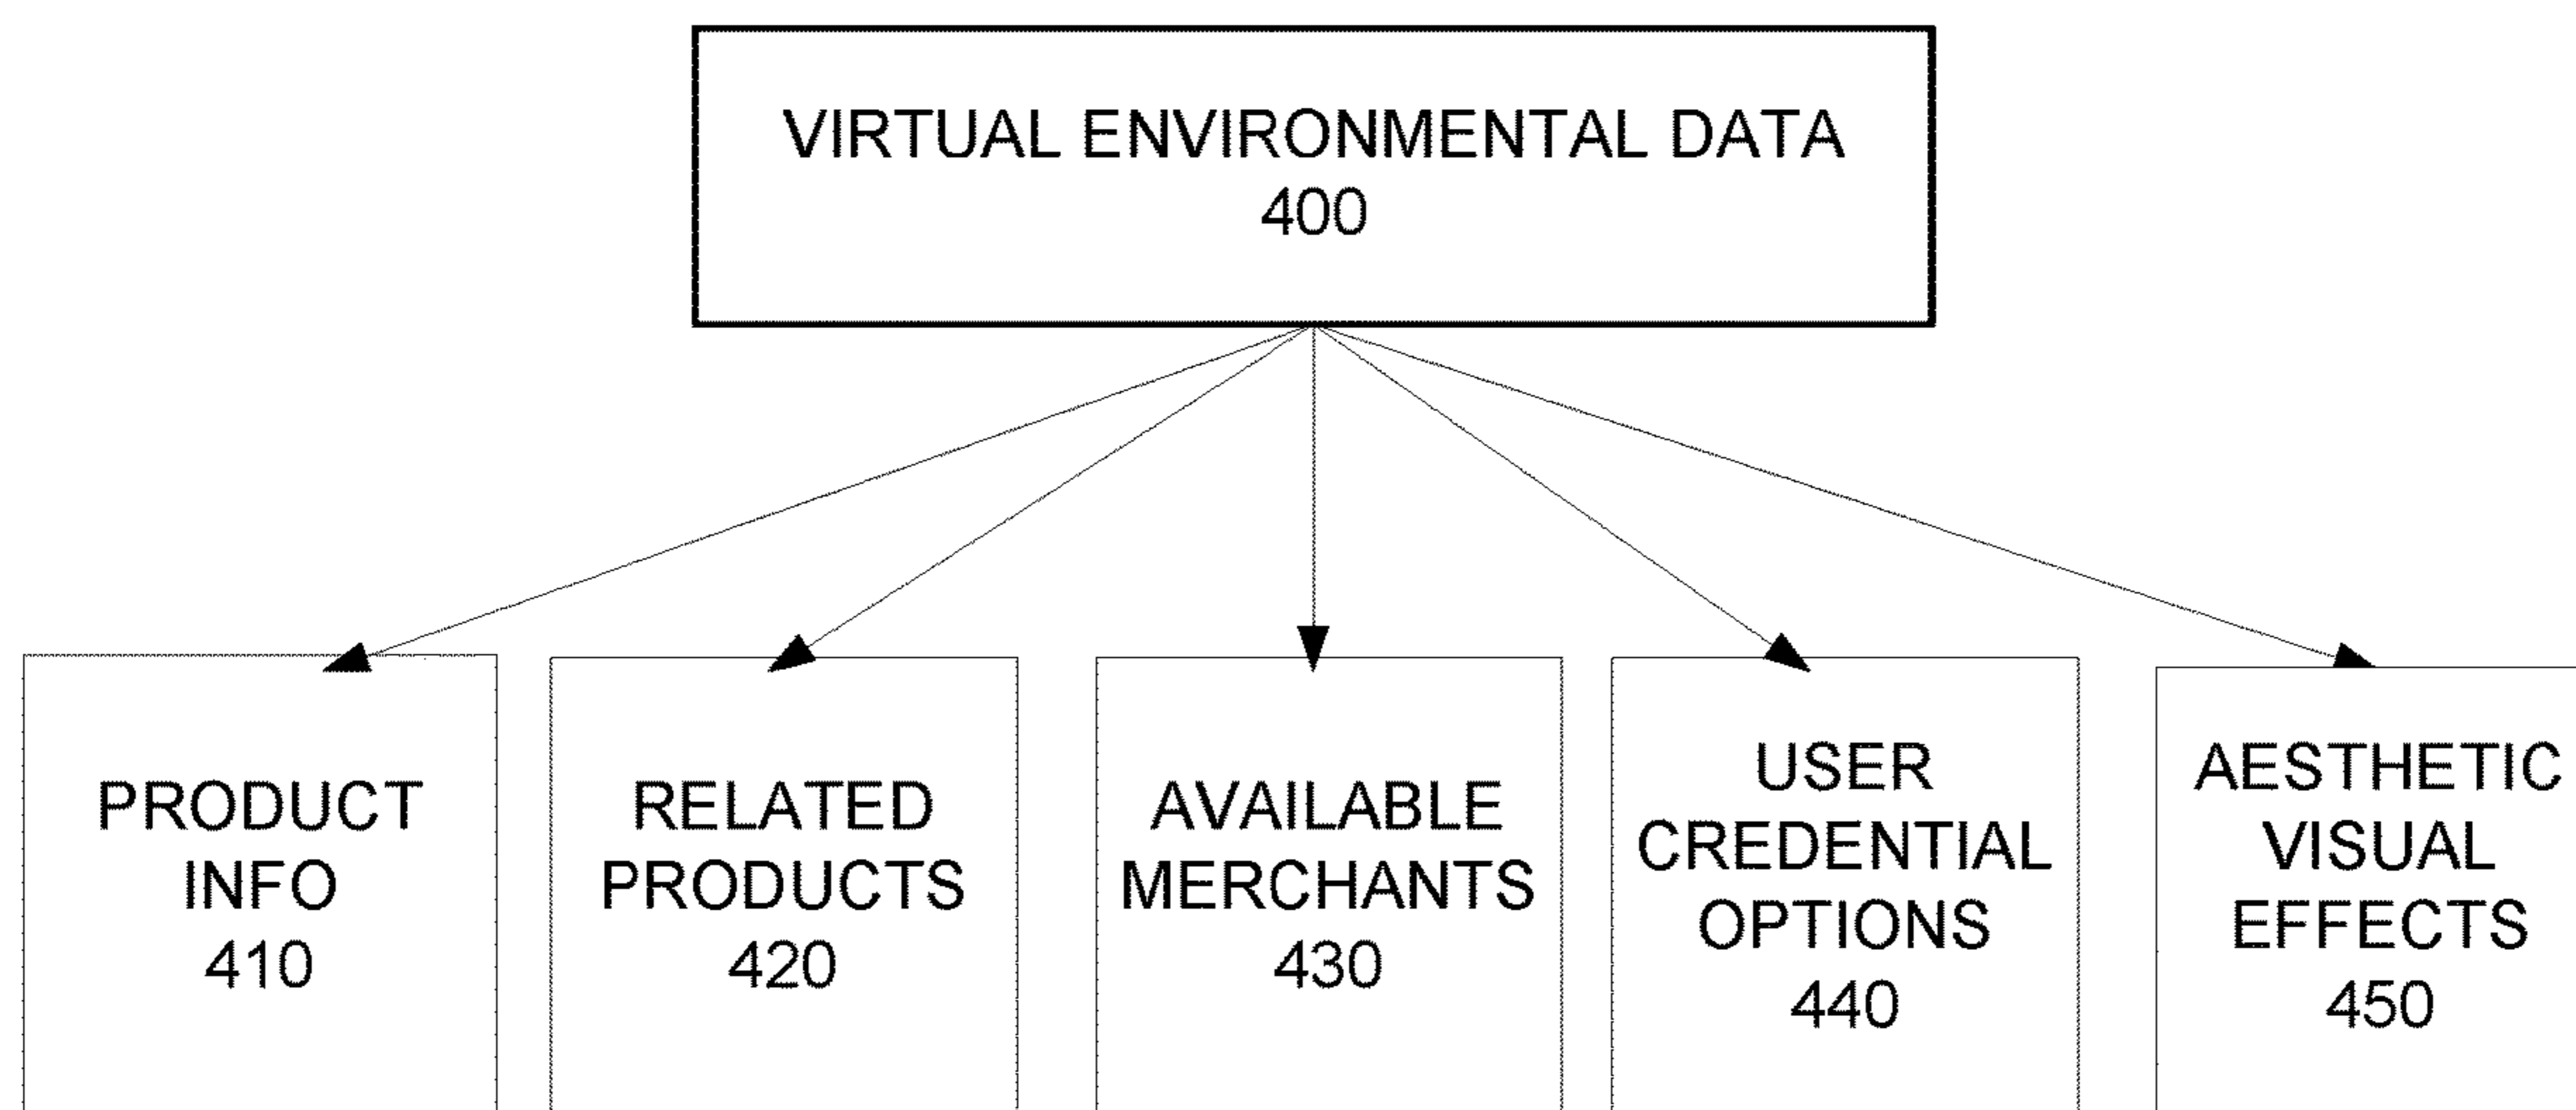 VIRTUAL ENVIRONMENTAL DATA
400
PRODUCT
INFO
410
RELATED
PRODUCTS
420
AVAILABLE
MERCHANTS
430
USER
CREDENTIAL
OPTIONS
440
AESTHETIC
VISUAL
EFFECTS
450